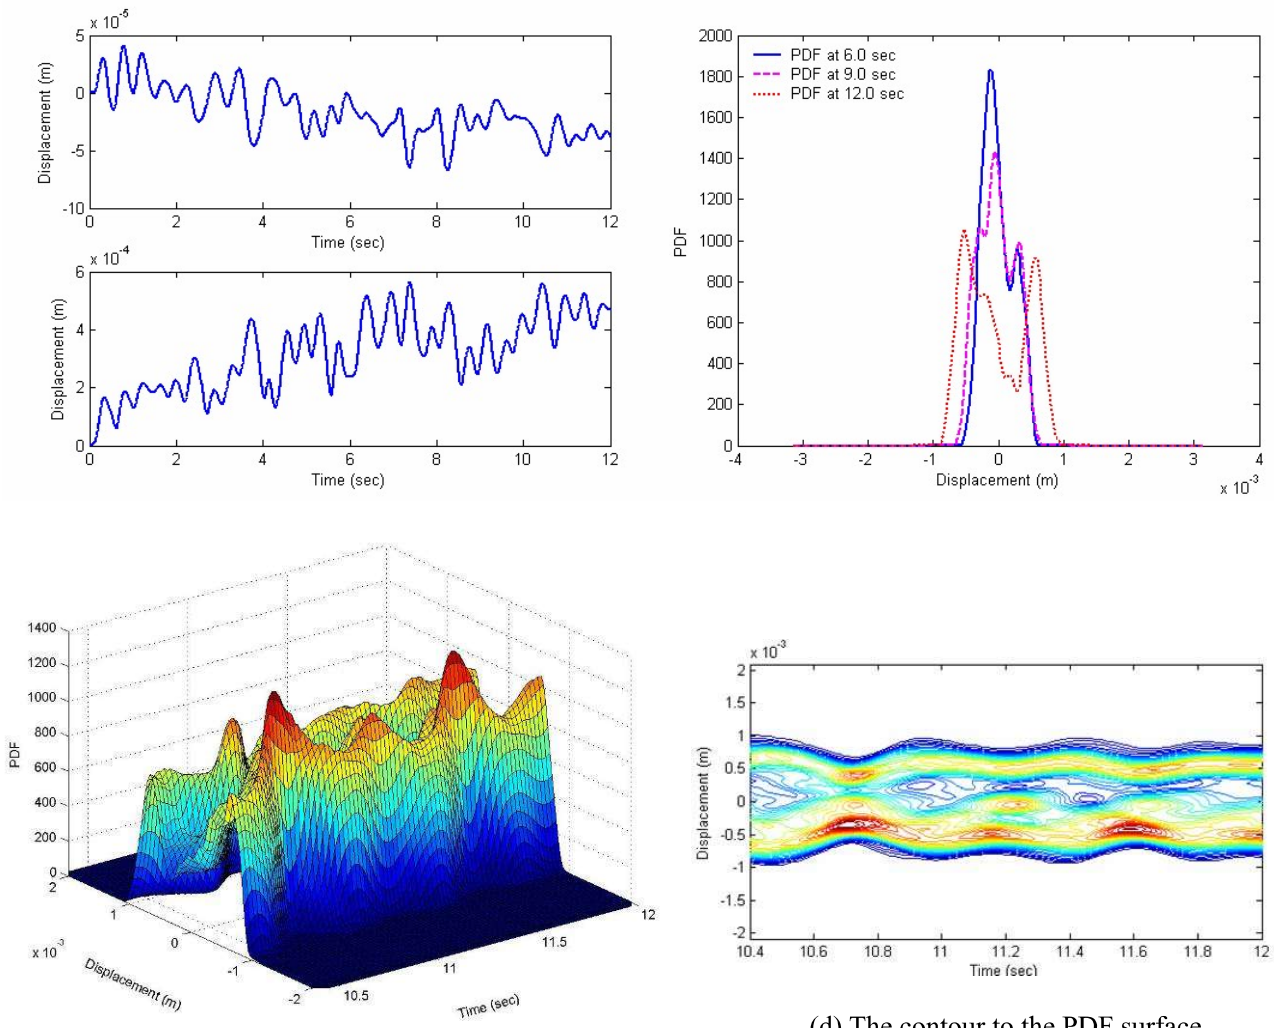 x 10⁻⁵
5
0
-5
-10
Displacement (m)
0 2 4 6 8 10 12
Time (sec)
x 10⁻⁴
6
4
2
0
Displacement (m)
0 2 4 6 8 10 12
Time (sec)
2000
1800
1600
1400
1200
1000
800
600
400
200
0
PDF
PDF at 6.0 sec
PDF at 9.0 sec
PDF at 12.0 sec
-4 -3 -2 -1 0 1 2 3 4
Displacement (m)
x 10⁻³
1400
1200
1000
800
600
400
200
0
PDF
2
1
0
-1
-2
x 10⁻³
Displacement (m)
10.5
11
11.5
12
Time (sec)
x 10⁻³
2
1.5
1
0.5
0
-0.5
-1
-1.5
-2
Displacement (m)
10.4 10.6 10.8 11 11.2 11.4 11.6 11.8 12
Time (sec)
(d) The contour to the PDF surface